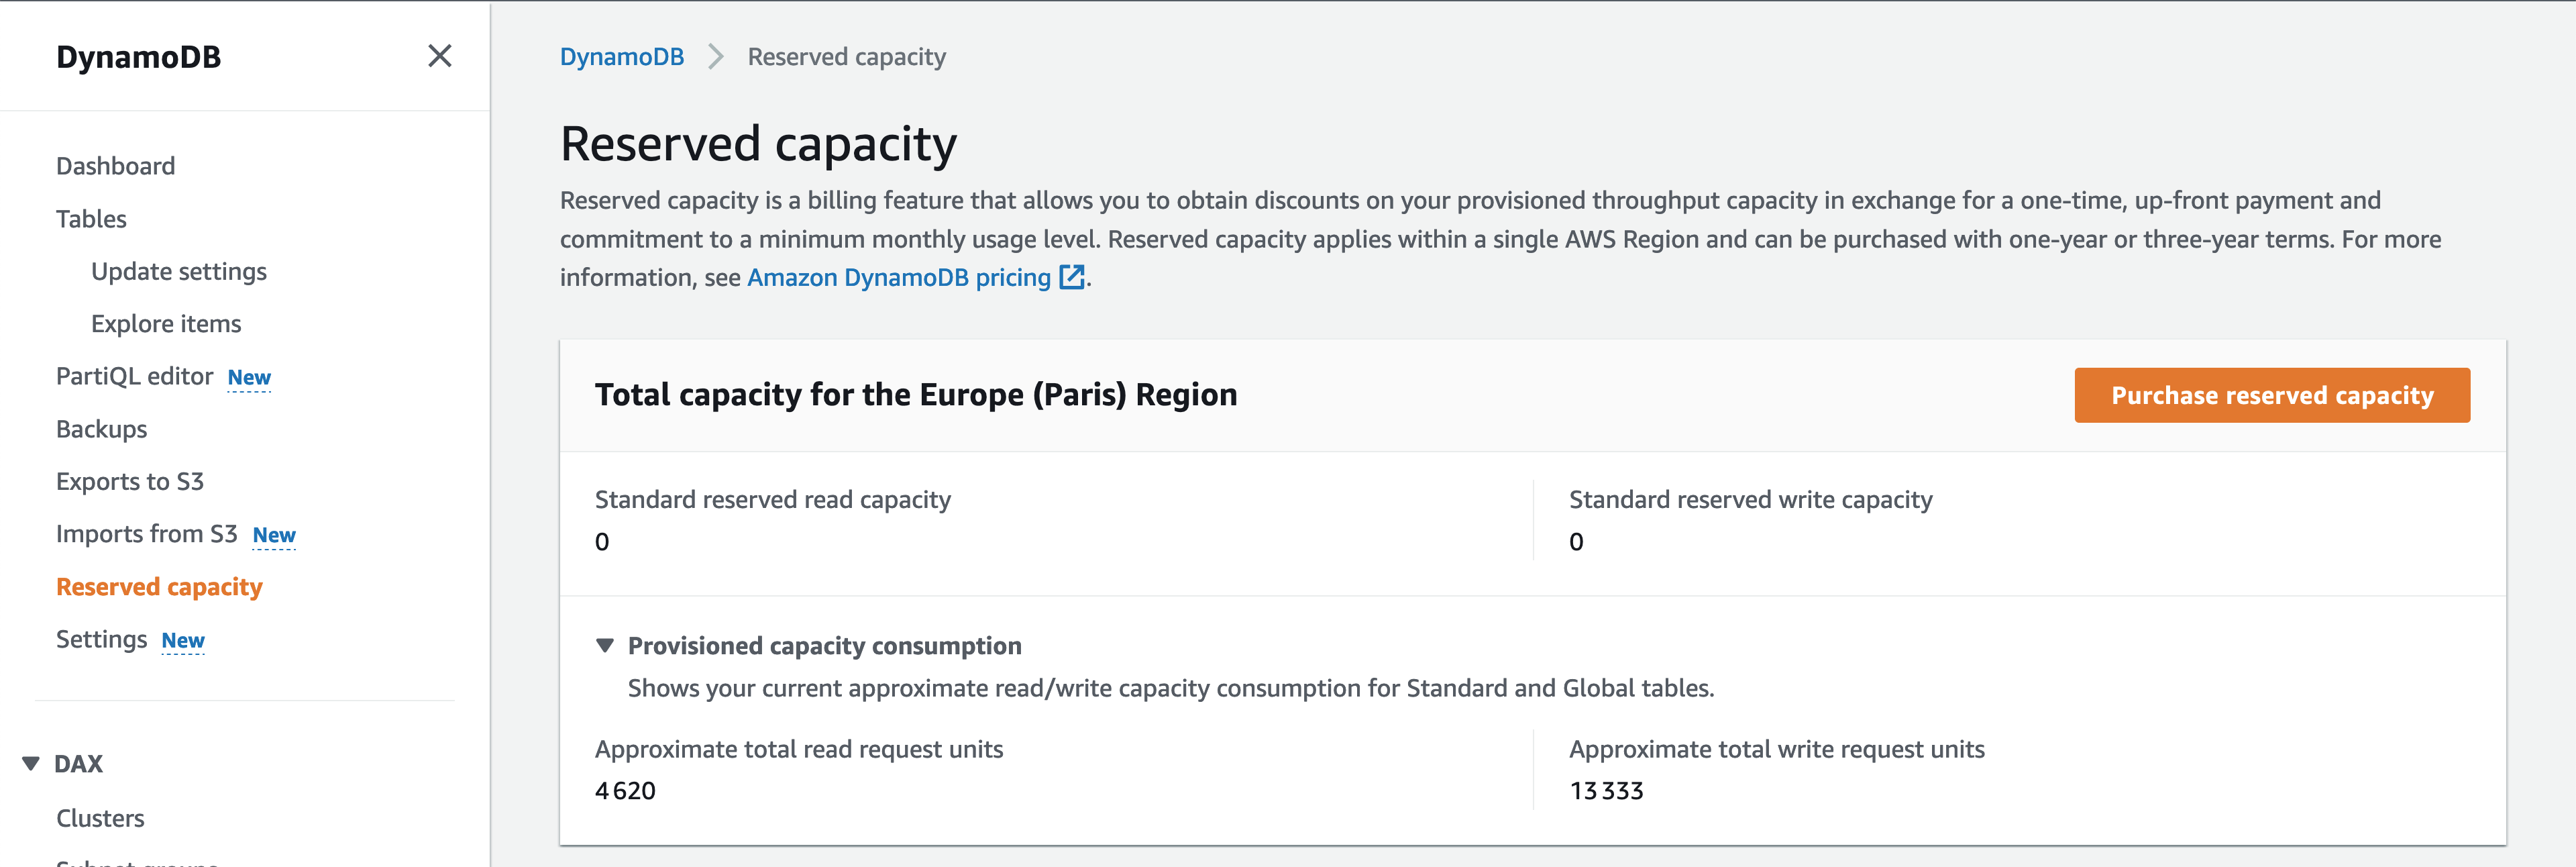 DynamoDB
Dashboard
Tables
Update settings
Explore items
PartiQL editor New
Backups
Exports to S3
Imports from S3 New
Reserved capacity
Settings New
DAX
Clusters
Subnet groups
DynamoDB Reserved capacity
Reserved capacity
Reserved capacity is a billing feature that allows you to obtain discounts on your provisioned throughput capacity in exchange for a one-time, up-front payment and
commitment to a minimum monthly usage level. Reserved capacity applies within a single AWS Region and can be purchased with one-year or three-year terms. For more
information, see Amazon DynamoDB pricing.
Total capacity for the Europe (Paris) Region
Purchase reserved capacity
Standard reserved read capacity
0
Standard reserved write capacity
0
Provisioned capacity consumption
Shows your current approximate read/write capacity consumption for Standard and Global tables.
Approximate total read request units
4 620
Approximate total write request units
13 333